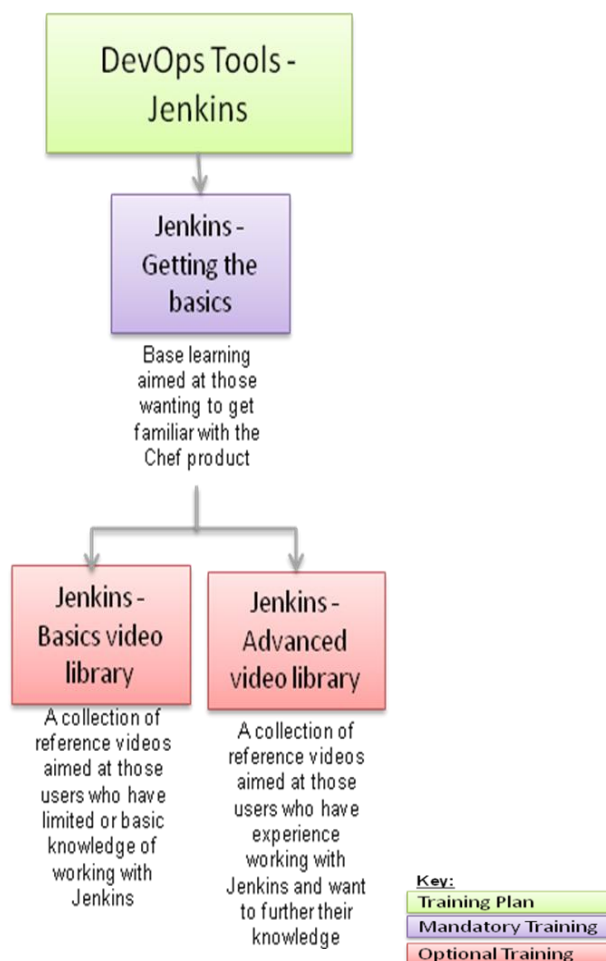 DevOps Tools -
Jenkins
Jenkins -
Getting the
basics
Base learning
aimed at those
wanting to get
familiar with the
Chef product
Jenkins -
Basics video
library
A collection of
reference videos
aimed at those
users who have
limited or basic
knowledge of
working with
Jenkins
Jenkins -
Advanced
video library
A collection of
reference videos
aimed at those
users who have
experience
working with
Jenkins and want
to further their
knowledge
Key:
Training Plan
Mandatory Training
Optional Training